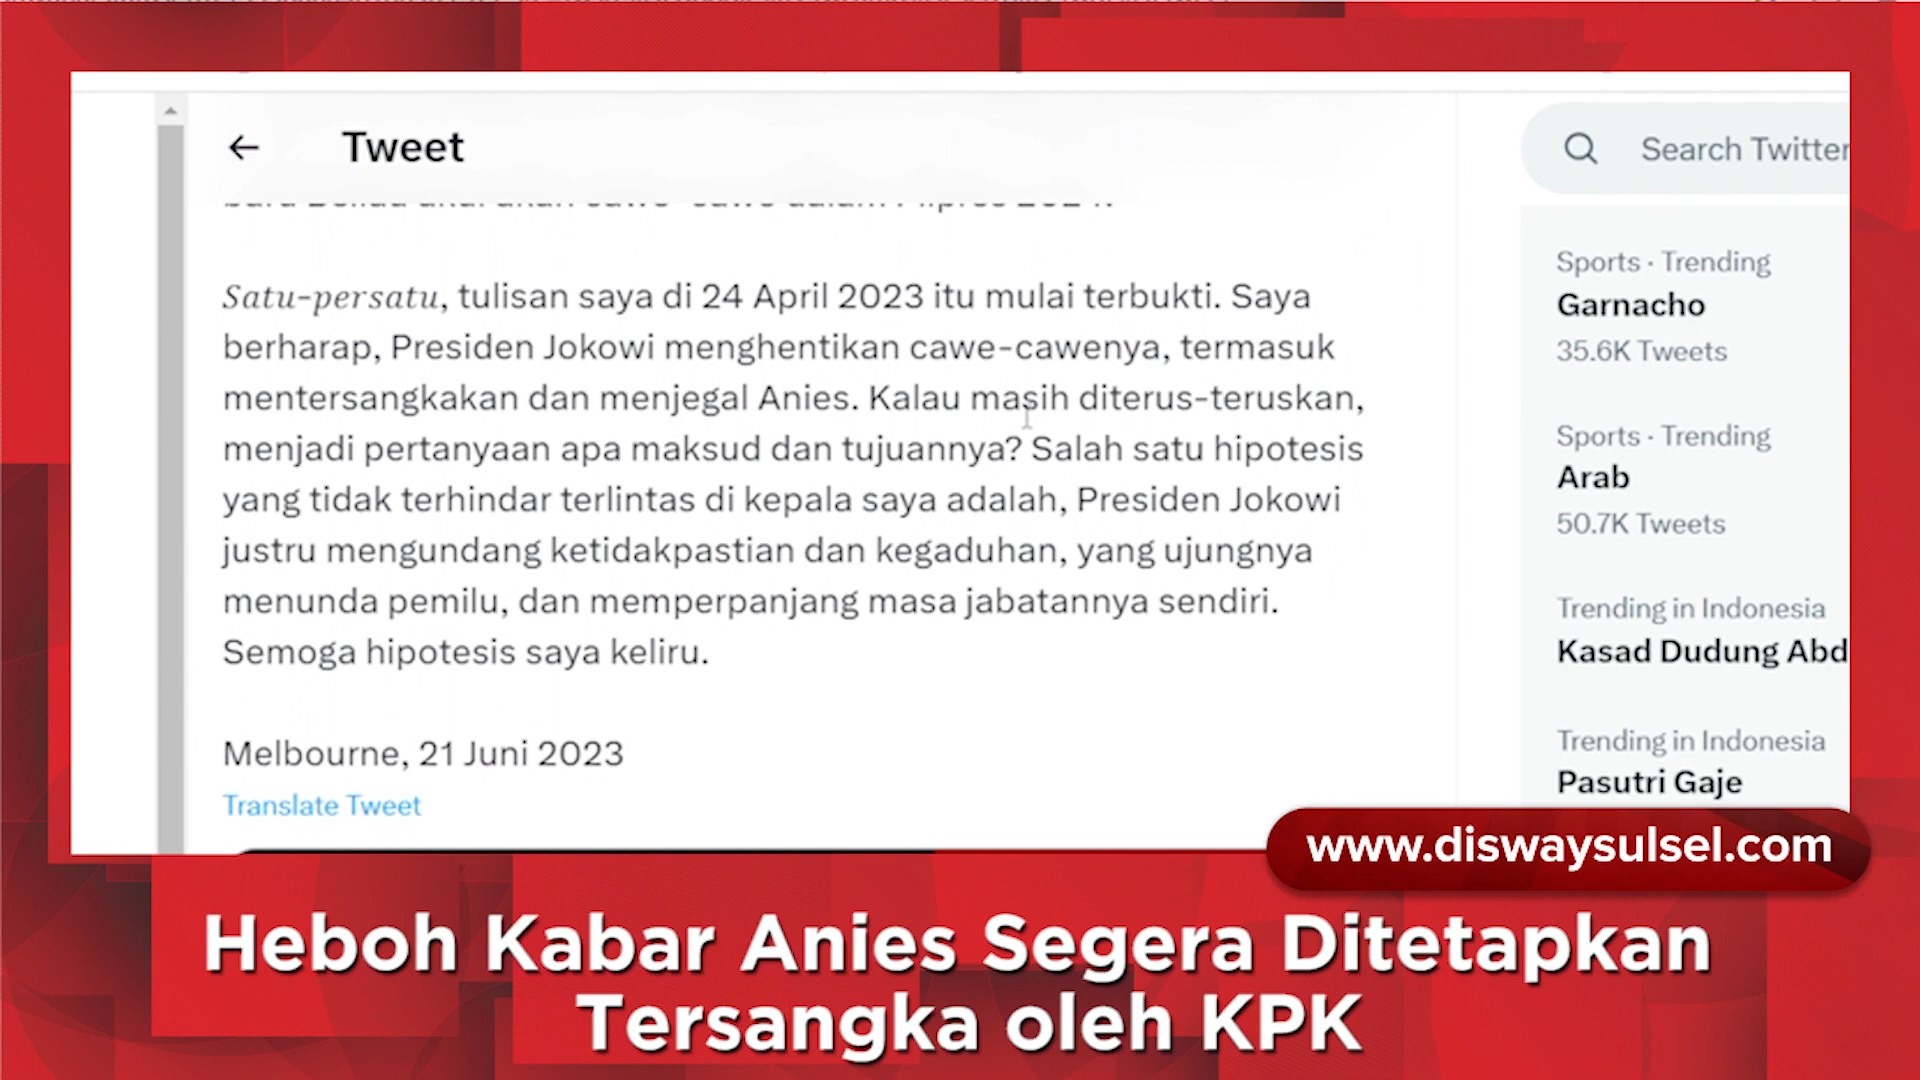 Tweet
Search Twitter
Satu-persatu, tulisan saya di 24 April 2023 itu mulai terbukti. Saya
berharap, Presiden Jokowi menghentikan cawe-cawenya, termasuk
mentersangkakan dan menjegal Anies. Kalau masih diterus-teruskan,
menjadi pertanyaan apa maksud dan tujuannya? Salah satu hipotesis
yang tidak terhindar terlintas di kepala saya adalah, Presiden Jokowi
justru mengundang ketidakpastian dan kegaduhan, yang ujungnya
menunda pemilu, dan memperpanjang masa jabatannya sendiri.
Semoga hipotesis saya keliru.
Melbourne, 21 Juni 2023
Translate Tweet
Sports · Trending
Garnacho
35.6K Tweets
Sports · Trending
Arab
50.7K Tweets
Trending in Indonesia
Kasad Dudung Abd
Trending in Indonesia
Pasutri Gaje
www.diswaysulsel.com
Heboh Kabar Anies Segera Ditetapkan
Tersangka oleh KPK